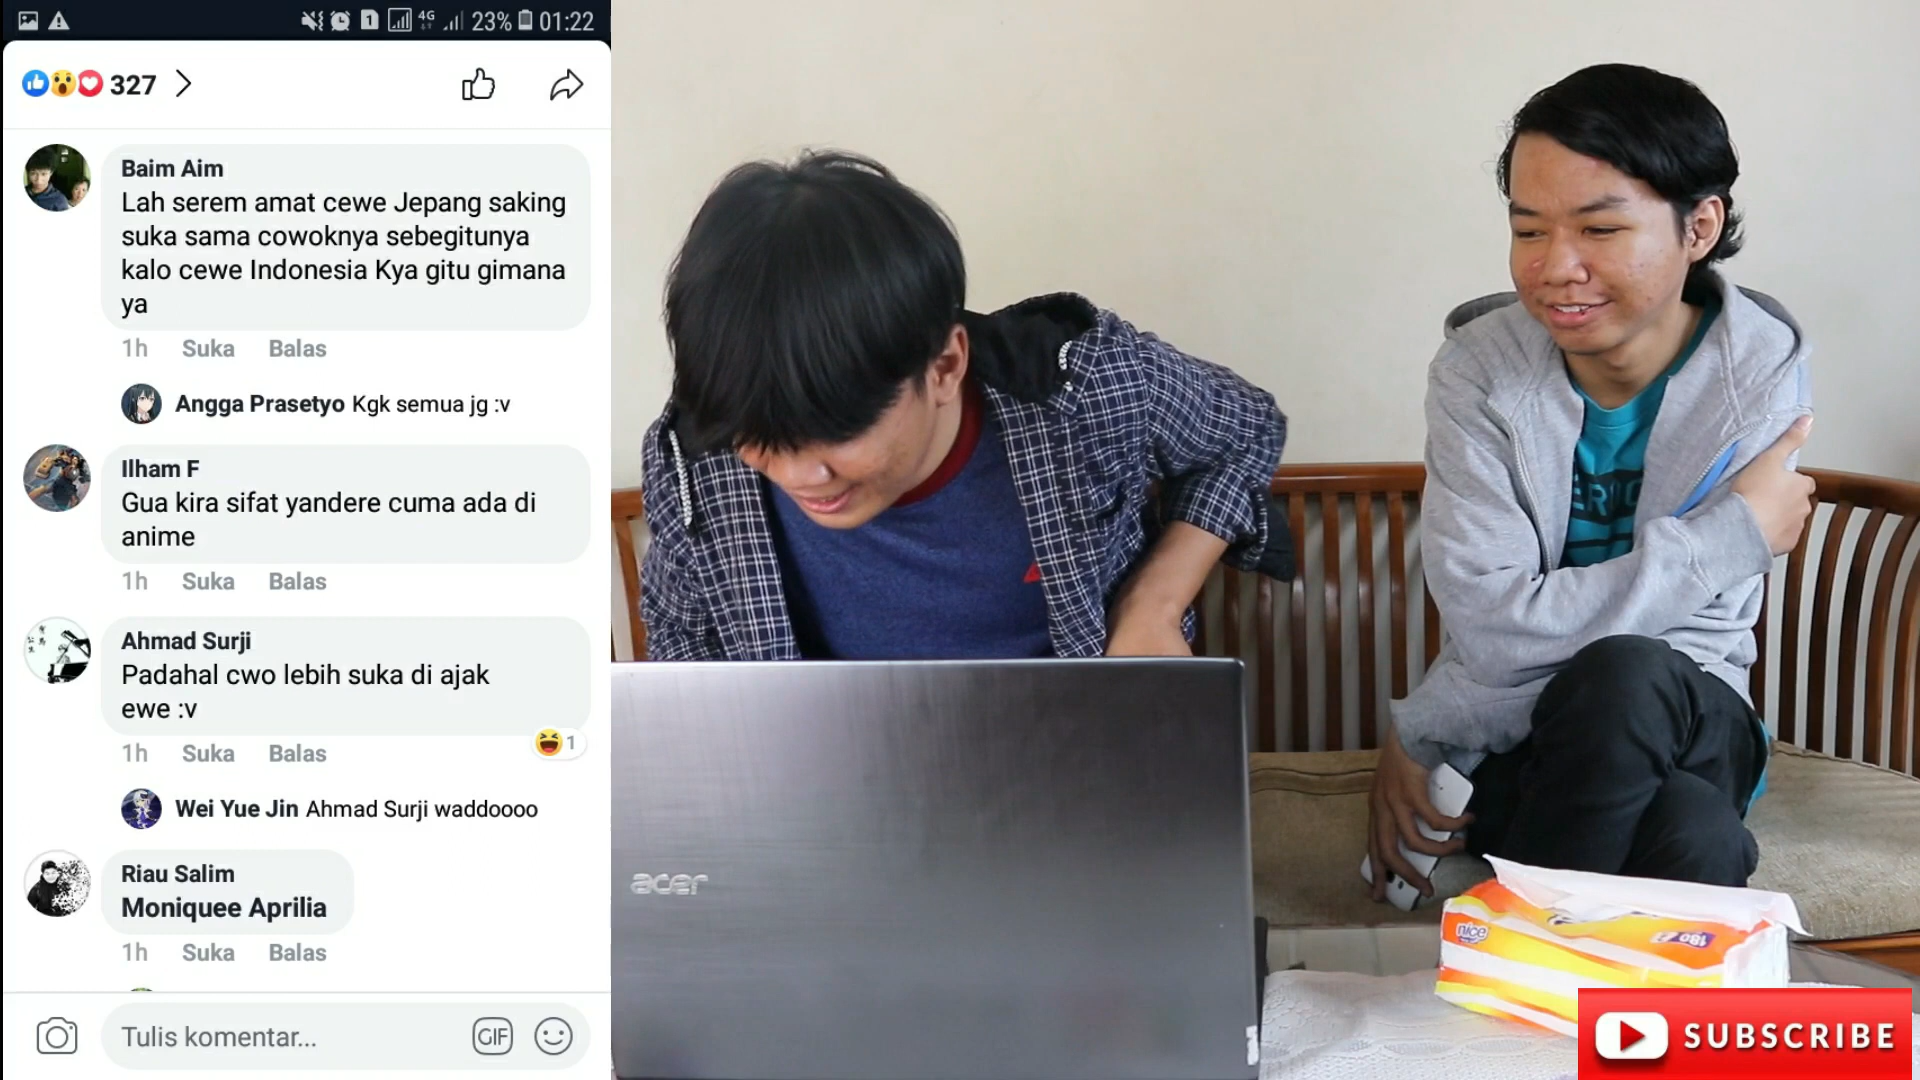 4G 23% 01:22
327
Baim Aim
Lah serem amat cewe Jepang saking
suka sama cowoknya sebegitunya
kalo cewe Indonesia Kya gitu gimana
ya
1h Suka Balas
Angga Prasetyo Kgk semua jg :v
Ilham F
Gua kira sifat yandere cuma ada di
anime
1h Suka Balas
Ahmad Surji
Padahal cwo lebih suka di ajak
ewe :v
1
1h Suka Balas
Wei Yue Jin Ahmad Surji waddoooo
Riau Salim
Moniquee Aprilia
1h Suka Balas
Tulis komentar...
GIF
acer
nice
180
SUBSCRIBE